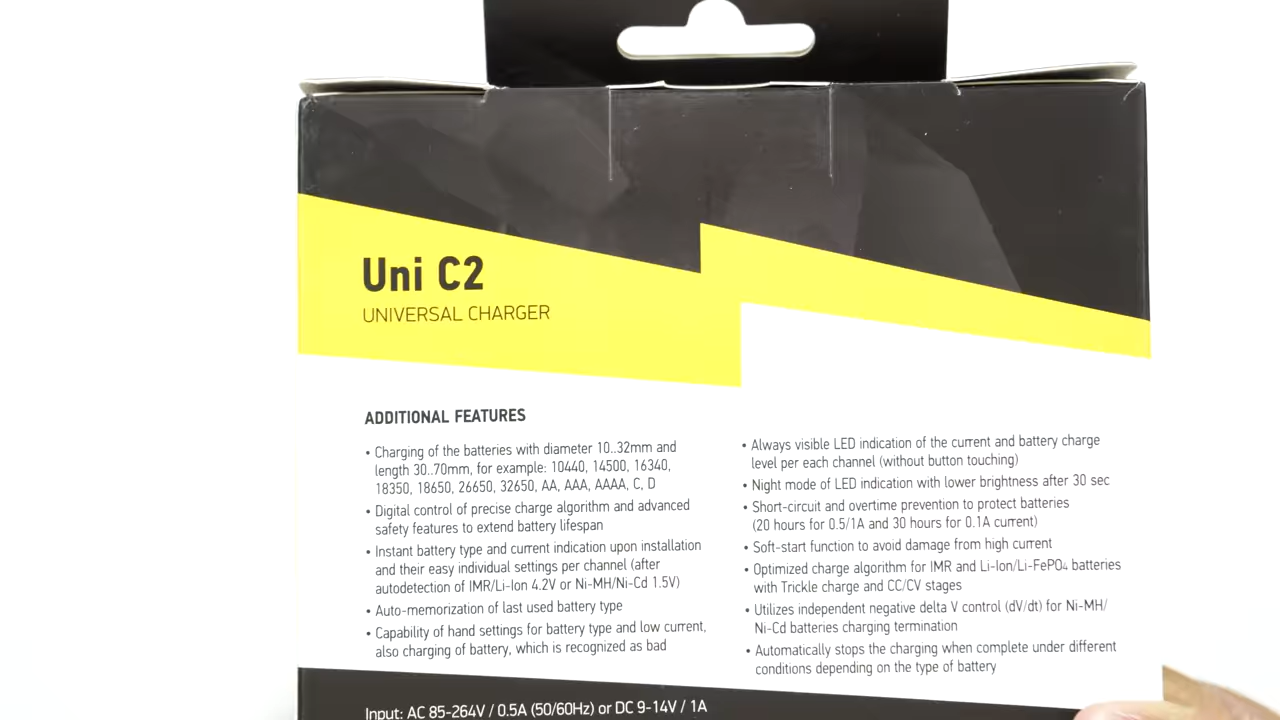 Uni C2
UNIVERSAL CHARGER
ADDITIONAL FEATURES
• Charging of the batteries with diameter 10..32mm and
length 30..70mm, for example: 10440, 14500, 16340,
18350, 18650, 26650, 32650, AA, AAA, AAAA, C, D
• Digital control of precise charge algorithm and advanced
safety features to extend battery lifespan
• Instant battery type and current indication upon installation
and their easy individual settings per channel (after
autodetection of IMR/Li-Ion 4.2V or Ni-MH/Ni-Cd 1.5V)
• Auto-memorization of last used battery type
• Capability of hand settings for battery type and low current,
also charging of battery, which is recognized as bad
• Always visible LED indication of the current and battery charge
level per each channel (without button touching)
• Night mode of LED indication with lower brightness after 30 sec
• Short-circuit and overtime prevention to protect batteries
(20 hours for 0.5/1A and 30 hours for 0.1A current)
• Soft-start function to avoid damage from high current
• Optimized charge algorithm for IMR and Li-Ion/Li-FePO₄ batteries
with Trickle charge and CC/CV stages
• Utilizes independent negative delta V control (dV/dt) for Ni-MH/
Ni-Cd batteries charging termination
• Automatically stops the charging when complete under different
conditions depending on the type of battery
Input: AC 85-264V / 0.5A (50/60Hz) or DC 9-14V / 1A